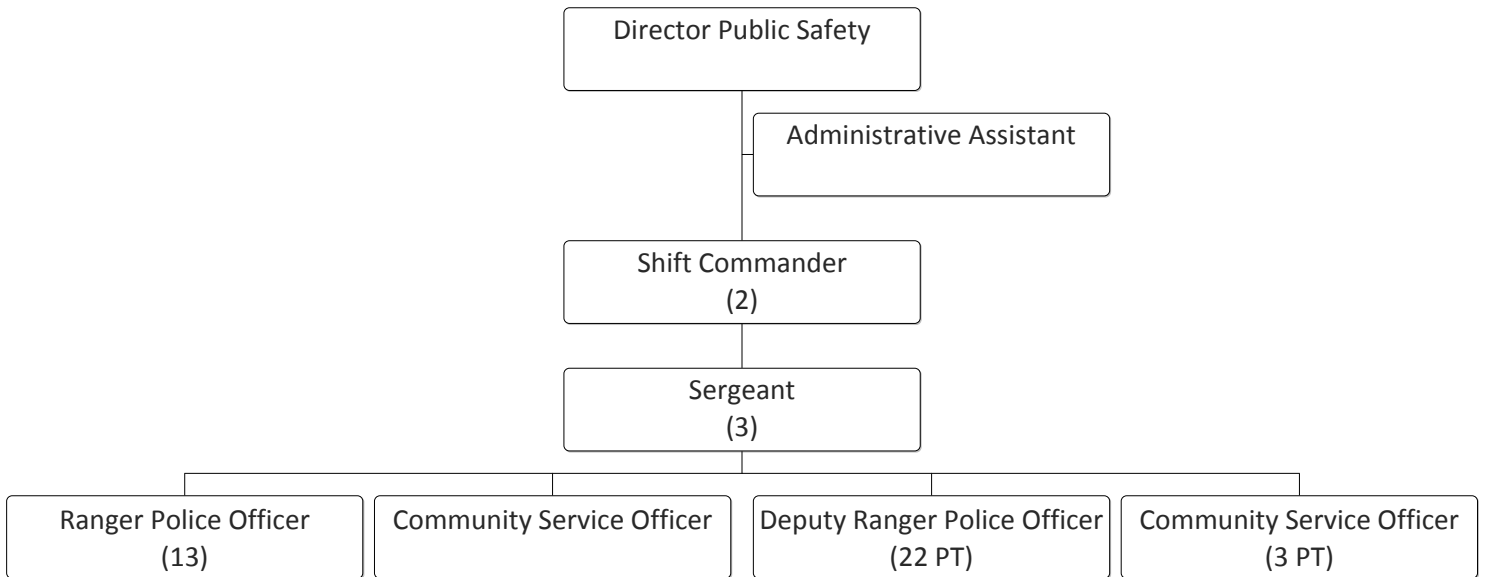 Director Public Safety
Administrative Assistant
Shift Commander
(2)
Sergeant
(3)
Ranger Police Officer
(13)
Community Service Officer
Deputy Ranger Police Officer
(22 PT)
Community Service Officer
(3 PT)